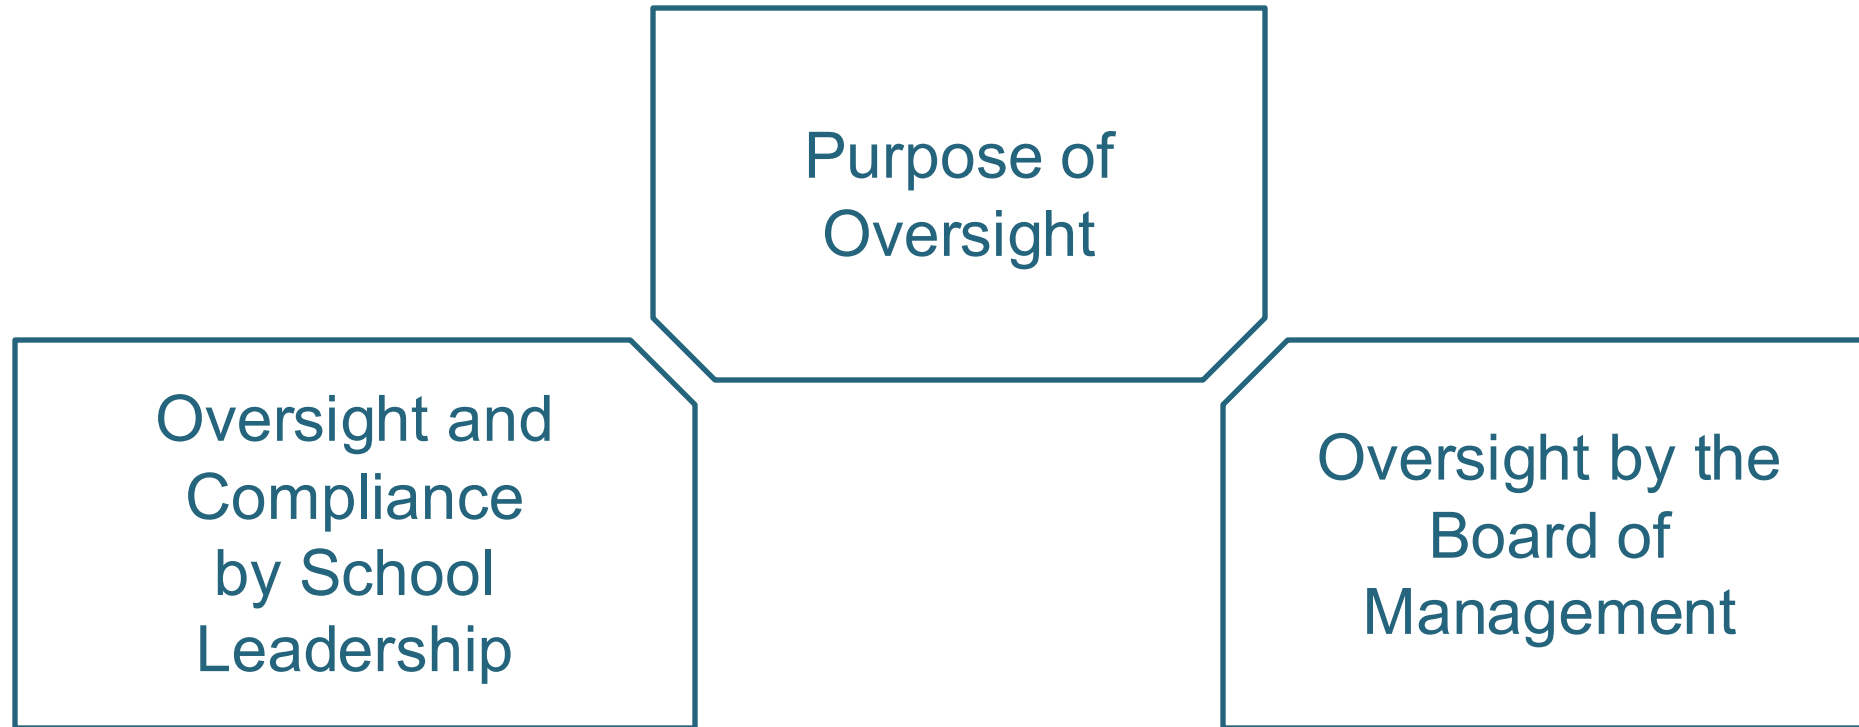 Purpose of
Oversight
Oversight and
Compliance
by School
Leadership
Oversight by the
Board of
Management